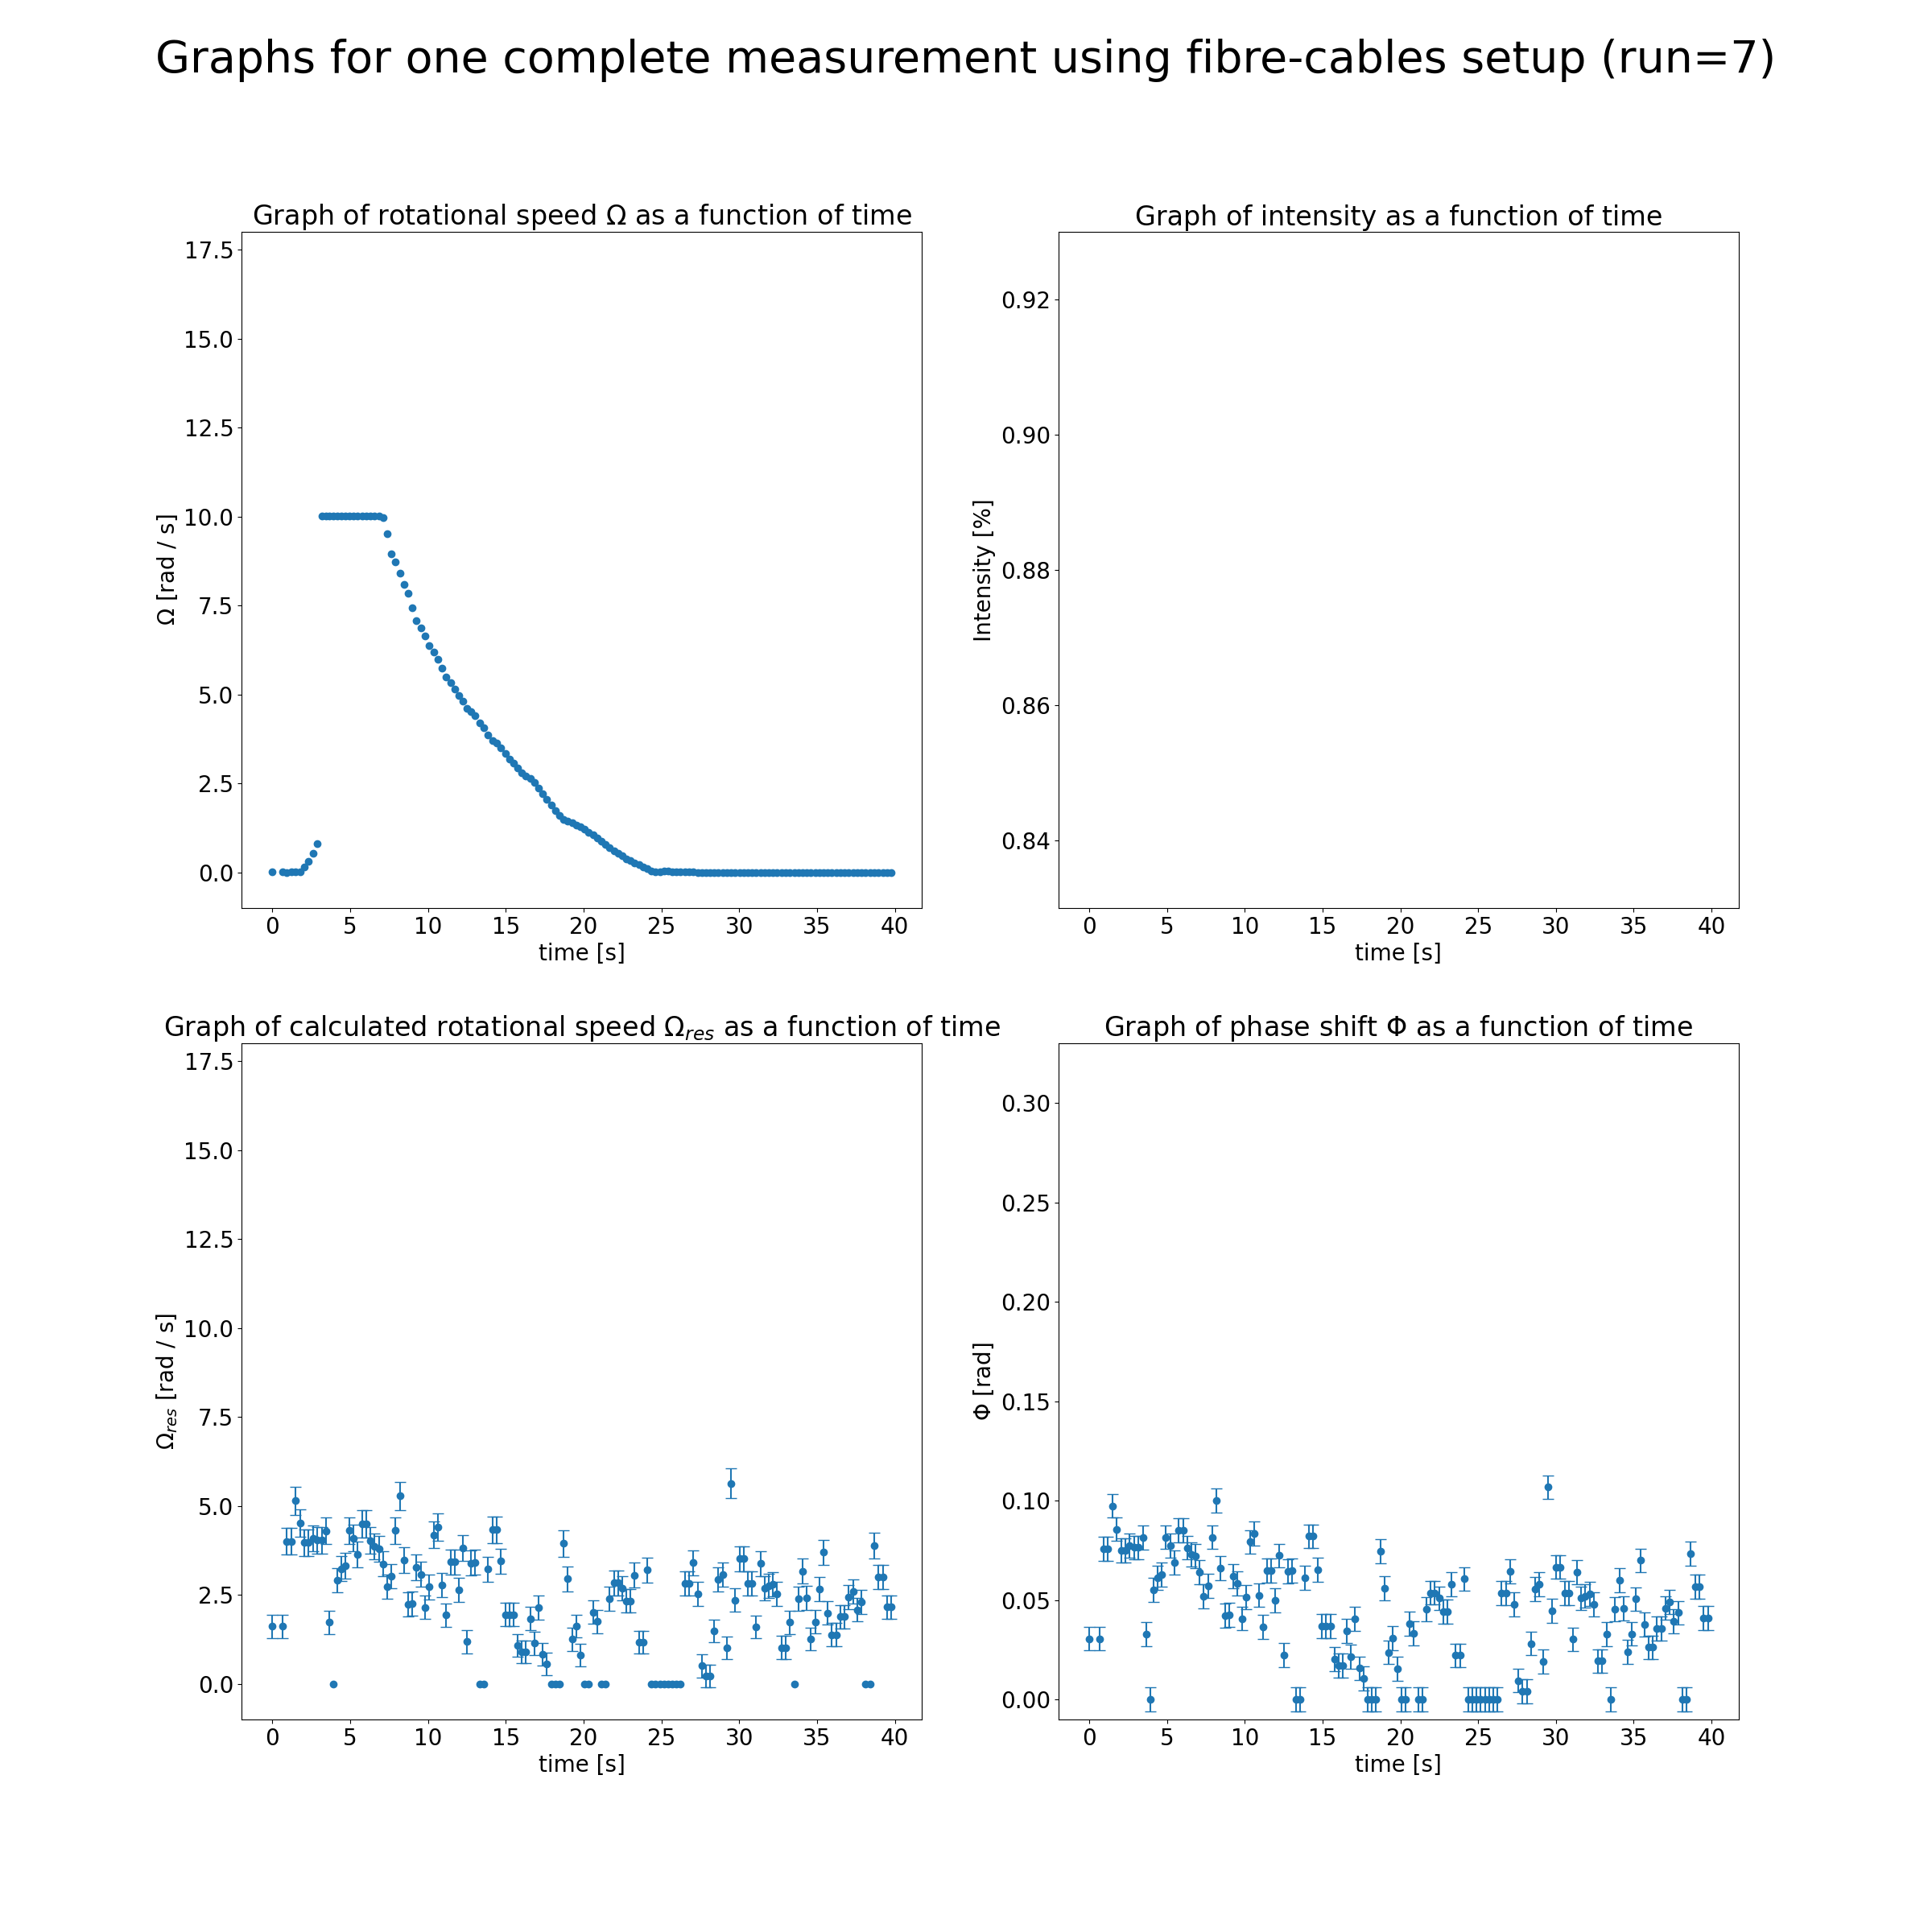 Graphs for one complete measurement using fibre-cables setup (run=7)
Graph of rotational speed Ω as a function of time
17.5
15.0
12.5
10.0
7.5
5.0
2.5
0.0
Ω [rad / s]
0 5 10 15 20 25 30 35 40
time [s]
Graph of intensity as a function of time
0.92
0.90
0.88
0.86
0.84
Intensity [%]
0 5 10 15 20 25 30 35 40
time [s]
Graph of calculated rotational speed Ωres as a function of time
17.5
15.0
12.5
10.0
7.5
5.0
2.5
0.0
Ωres [rad / s]
0 5 10 15 20 25 30 35 40
time [s]
Graph of phase shift Φ as a function of time
0.30
0.25
0.20
0.15
0.10
0.05
0.00
Φ [rad]
0 5 10 15 20 25 30 35 40
time [s]